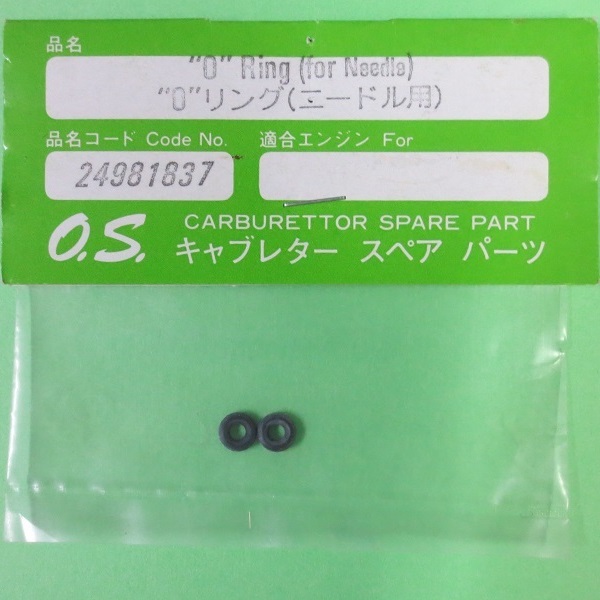 品名
"O" Ring (for Needle)
"O"リング(ニードル用)
品名コード Code No.
適合エンジン For
24981837
O.S.
CARBURETTOR SPARE PART
キャブレター スペア パーツ